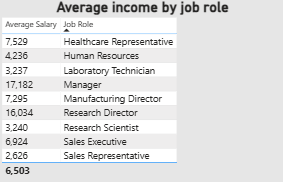 Average income by job role
Average Salary Job Role
7,529 Healthcare Representative
4,236 Human Resources
3,237 Laboratory Technician
17,182 Manager
7,295 Manufacturing Director
16,034 Research Director
3,240 Research Scientist
6,924 Sales Executive
2,626 Sales Representative
6,503